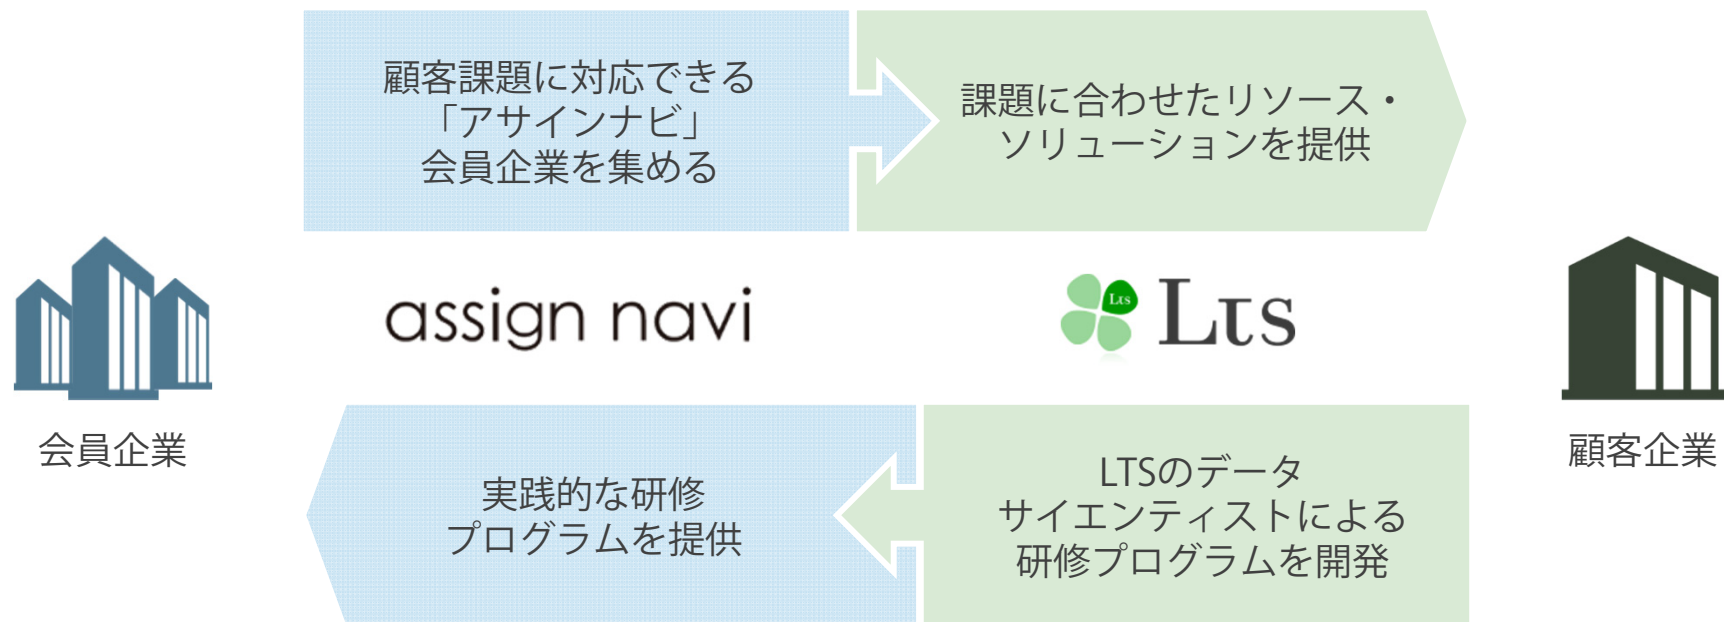 顧客課題に対応できる
「アサインナビ」
会員企業を集める
課題に合わせたリソース・
ソリューションを提供
assign navi
Lts
Lts
会員企業
顧客企業
実践的な研修
プログラムを提供
LTSのデータ
サイエンティストによる
研修プログラムを開発